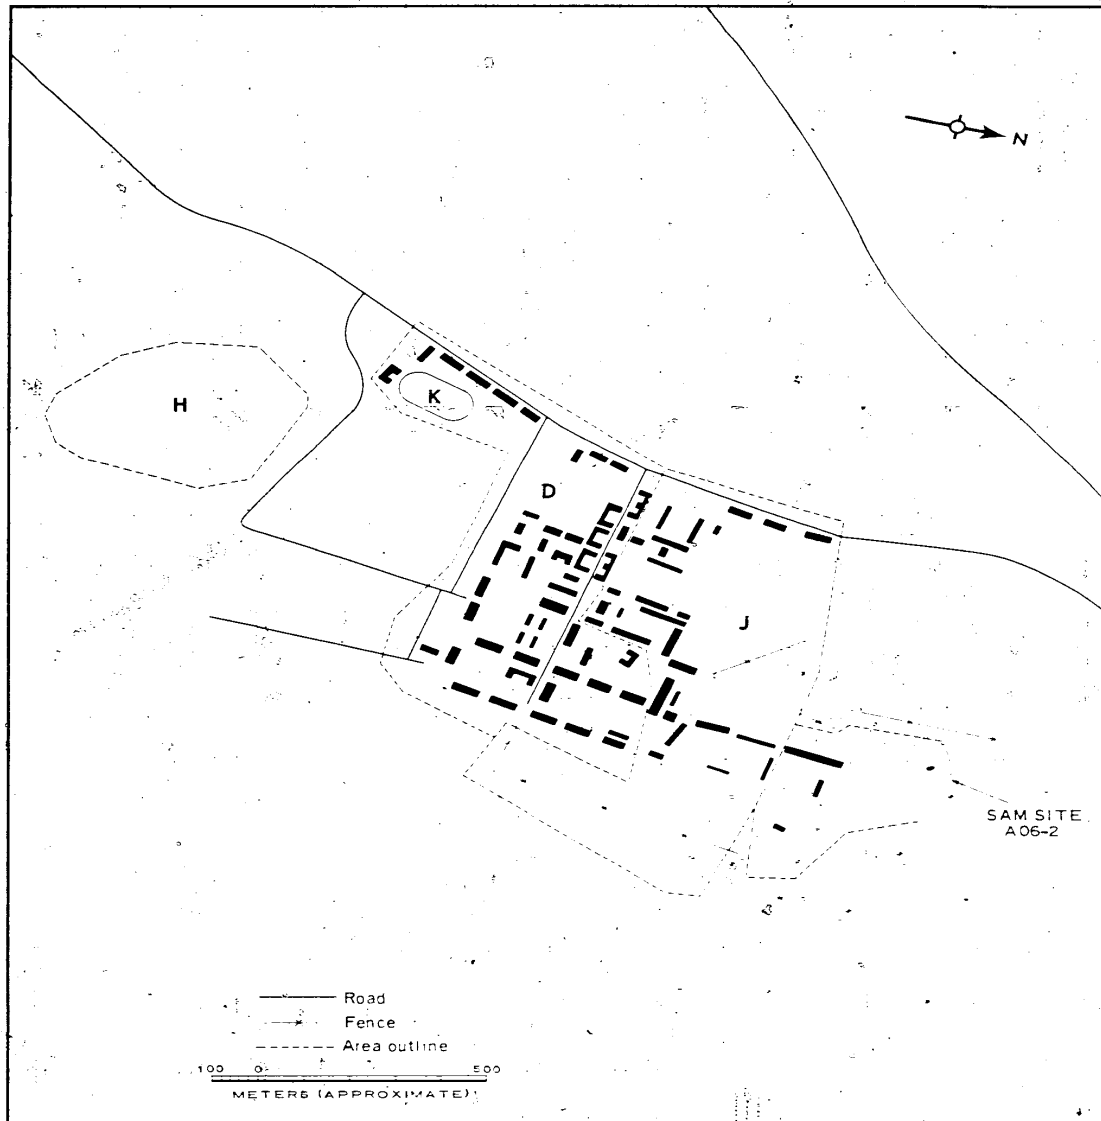 N
H
K
D
J
SAM SITE
A06-2
Road
Fence
Area outline
100 0 500
METERS (APPROXIMATE)